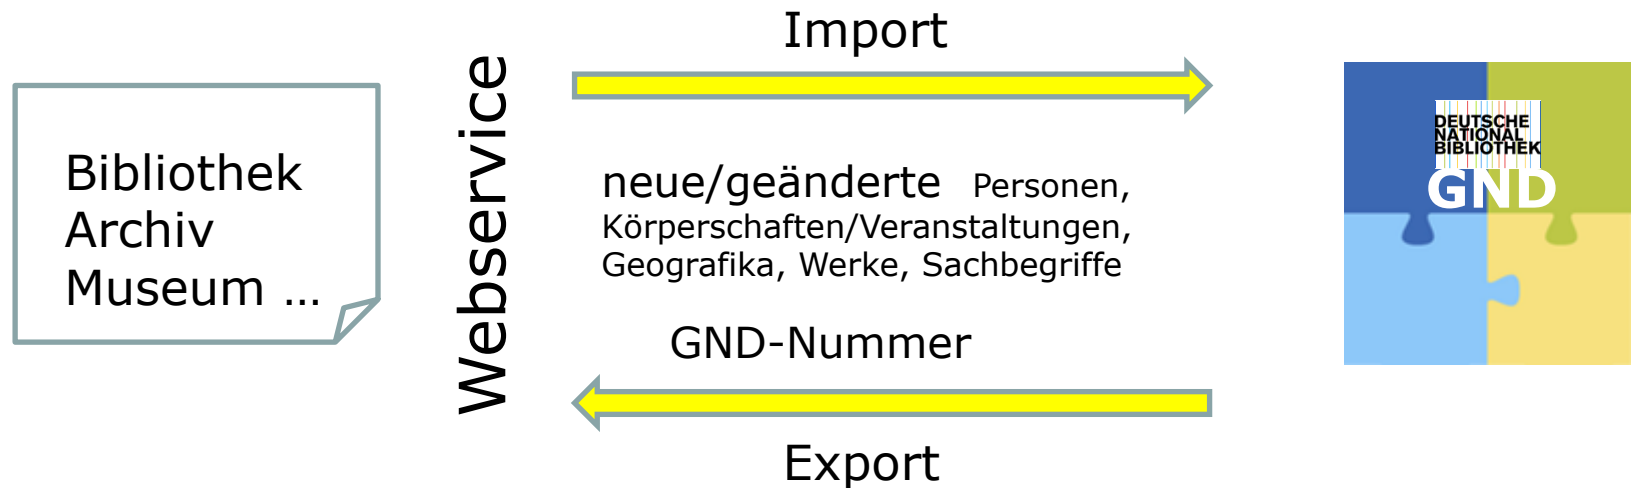 Import
Bibliothek
Archiv
Museum ...
Webservice
neue/geänderte Personen,
Körperschaften/Veranstaltungen,
Geografika, Werke, Sachbegriffe
GND-Nummer
Export
DEUTSCHE
NATIONAL
BIBLIOTHEK
GND